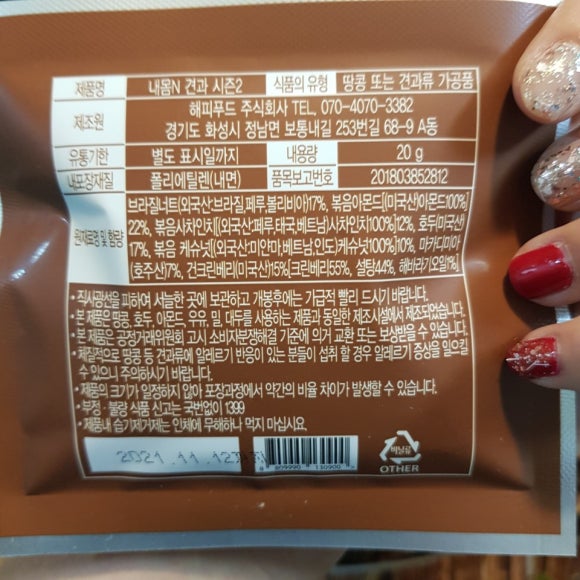 제품명 내몸N 견과 시즌2 식품의 유형 땅콩 또는 견과류 가공품
제조원 해피푸드 주식회사 TEL, 070-4070-3382
경기도 화성시 정남면 보통내길 253번길 68-9 A동
유통기한 별도 표시일까지 내용량 20 g
내포장재질 폴리에틸렌(내면) 품목보고번호 201803852812
원재료명 및 함량 브라질너트(외국산:브라질,페루,볼리비아)17%, 볶음아몬드[(미국산)아몬드100%]
22%, 볶음사차인치[(외국산:페루,태국,베트남)사차인치100%]12%, 호두(미국산)
17%, 볶음 케슈넛[(외국산:미얀마,베트남,인도)케슈넛100%]10%, 마카다미아
(호주산)7%, 건크린베리(미국산)15%[크린베리55%, 설탕44%, 해바라기오일1%]
• 직사광선을 피하여 서늘한 곳에 보관하고 개봉후에는 가급적 빨리 드시기 바랍니다.
• 본 제품은 땅콩, 호두, 아몬드, 우유, 밀, 대두를 사용하는 제품과 동일한 제조시설에서 제조되었습니다.
• 본 제품은 공정거래위원회 고시 소비자분쟁해결 기준에 의거 교환 또는 보상받을 수 있습니다.
• 체질적으로 땅콩 등 견과류에 알레르기 반응이 있는 분들이 섭취 할 경우 알레르기 증상을 일으킬
수 있으니 주의하시기 바랍니다.
• 제품의 크기가 일정하지 않아 포장과정에서 약간의 비율 차이가 발생할 수 있습니다.
• 부정 · 불량 식품 신고는 국번없이 1399
• 제품내 습기제거제는 인체에 무해하나 먹지 마십시요.
2021.11.12까지
8 809990 130900
비닐류
OTHER